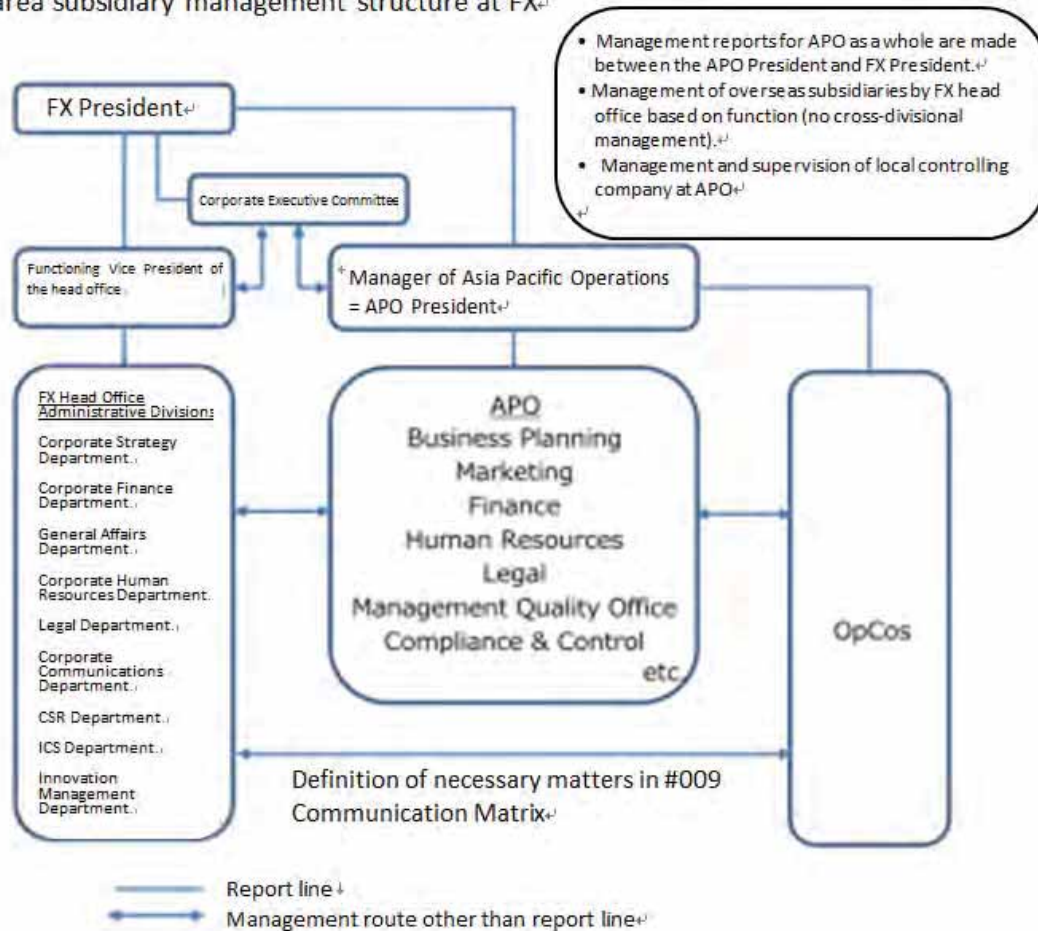 area subsidiary management structure at FX
• Management reports for APO as a whole are made
between the APO President and FX President.
• Management of overseas subsidiaries by FX head
office based on function (no cross-divisional
management).
• Management and supervision of local controlling
company at APO
FX President
Corporate Executive Committee
Functioning Vice President of
the head office
Manager of Asia Pacific Operations
= APO President
FX Head Office
Administrative Divisions
Corporate Strategy
Department.
Corporate Finance
Department.
General Affairs
Department.
Corporate Human
Resources Department.
Legal Department.
Corporate
Communications
Department.
CSR Department.
ICS Department.
Innovation
Management
Department.
APO
Business Planning
Marketing
Finance
Human Resources
Legal
Management Quality Office
Compliance & Control
etc.
OpCos
Definition of necessary matters in #009
Communication Matrix
Report line
Management route other than report line